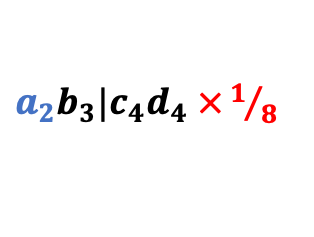 a₂b₃|c₄d₄ × ¹/₈